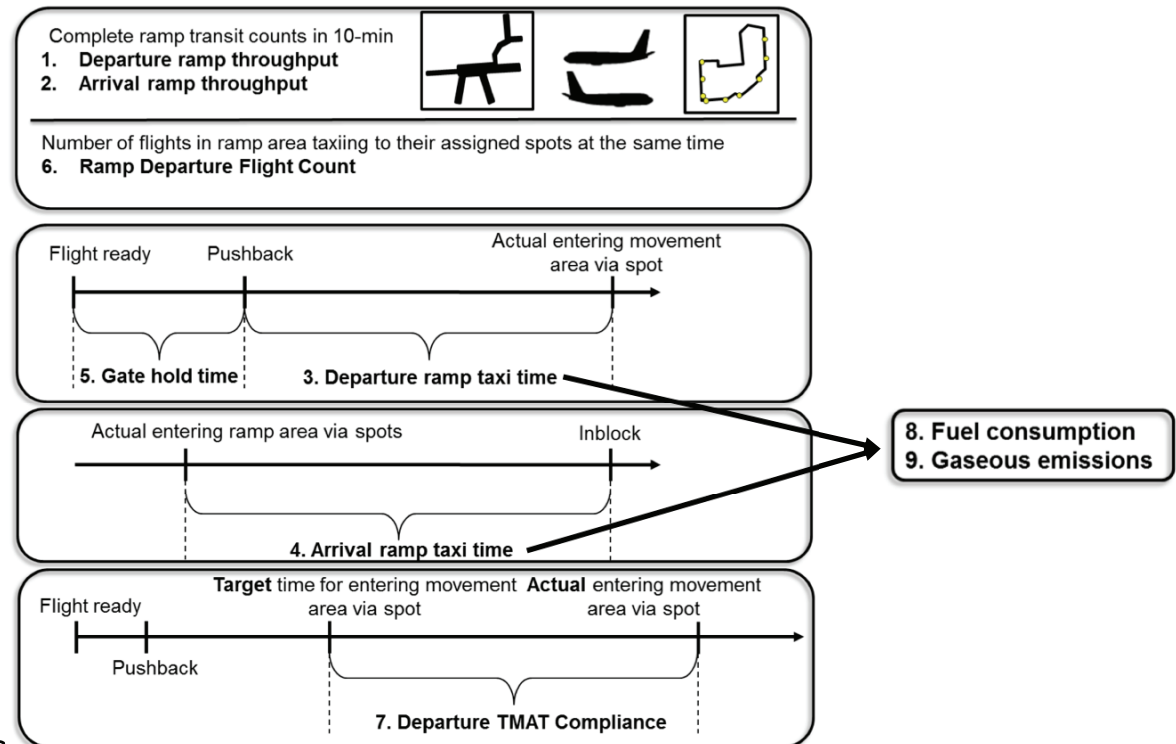 Complete ramp transit counts in 10-min
1. Departure ramp throughput
2. Arrival ramp throughput
Number of flights in ramp area taxiing to their assigned spots at the same time
6. Ramp Departure Flight Count
Flight ready
Pushback
Actual entering movement
area via spot
5. Gate hold time
3. Departure ramp taxi time
Actual entering ramp area via spots
Inblock
4. Arrival ramp taxi time
8. Fuel consumption
9. Gaseous emissions
Flight ready
Pushback
Target time for entering movement
area via spot
Actual entering movement
area via spot
7. Departure TMAT Compliance